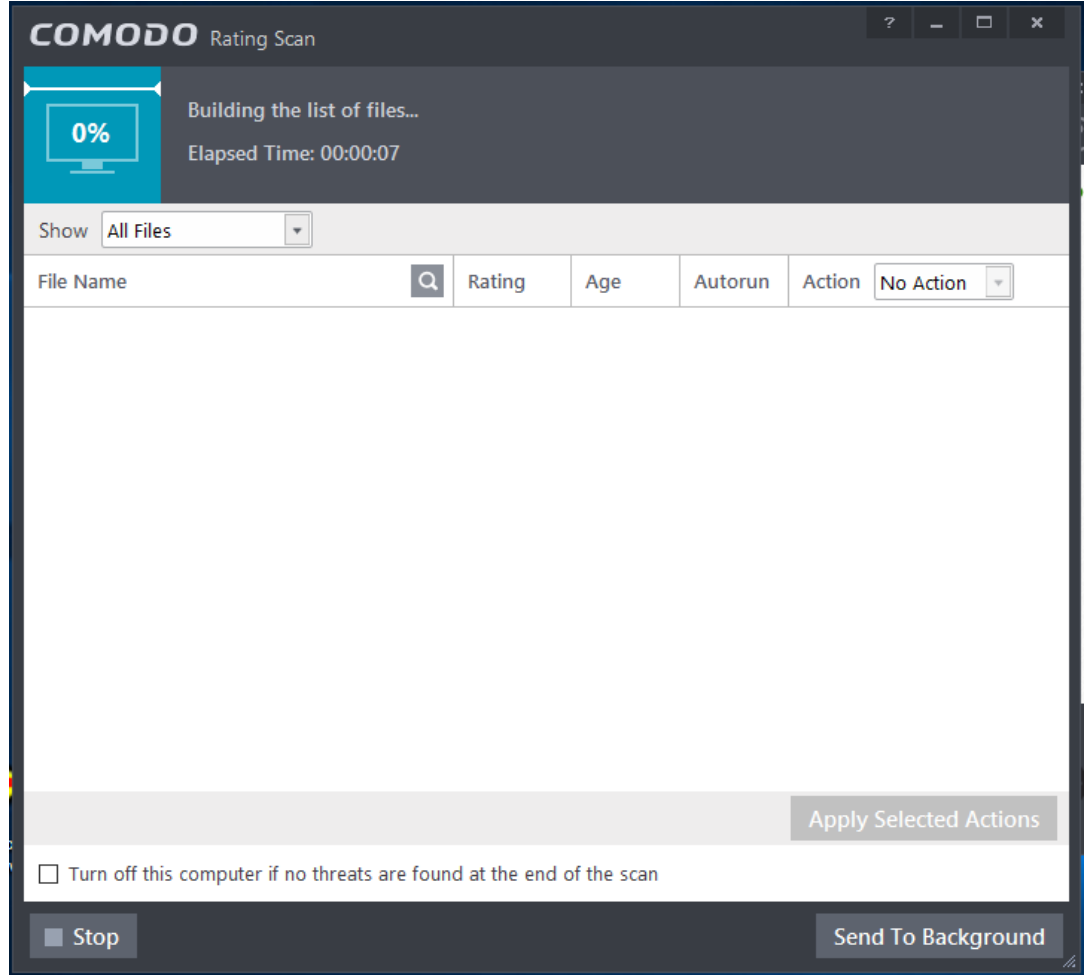 COMODO Rating Scan
?
0%
Building the list of files...
Elapsed Time: 00:00:07
Show All Files
File Name Rating Age Autorun Action No Action
Apply Selected Actions
Turn off this computer if no threats are found at the end of the scan
Stop Send To Background